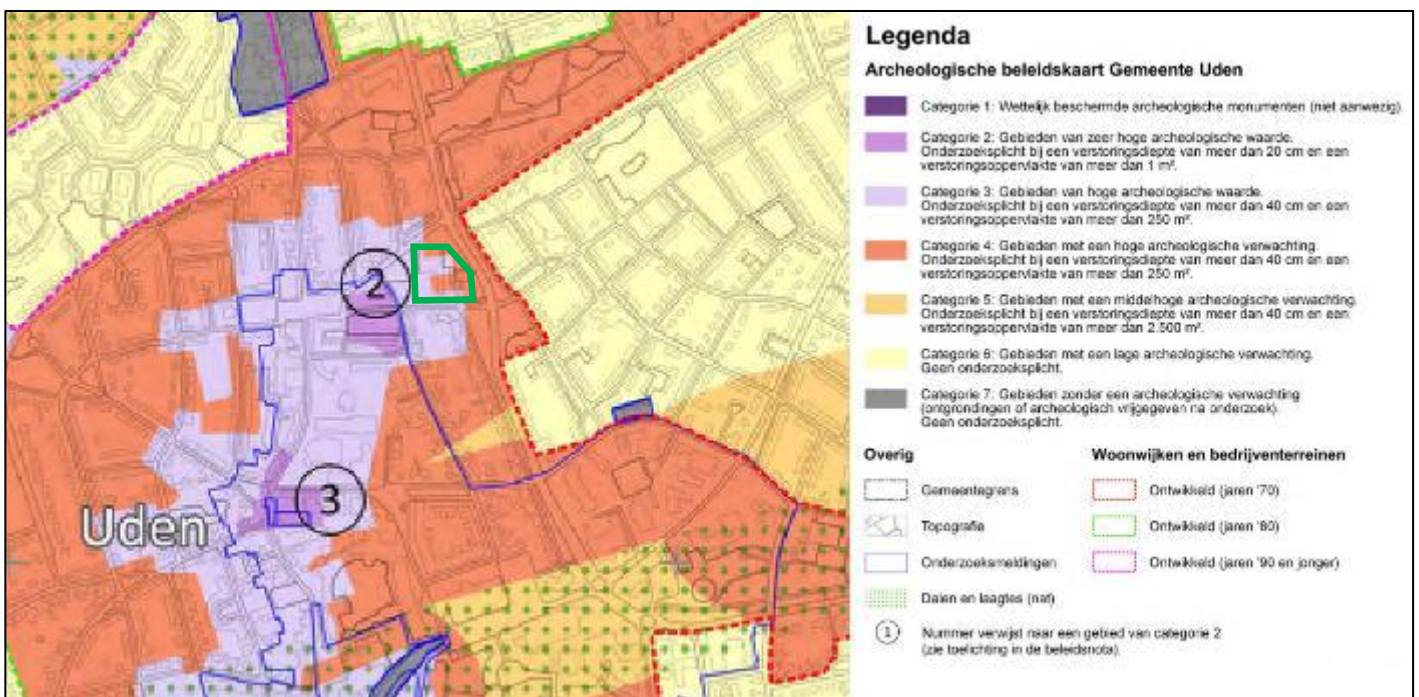 Legenda
Archeologische beleidskaart Gemeente Uden
Categorie 1: Wettelijk beschermde archeologische monumenten (niet aanwezig).
Categorie 2: Gebieden van zeer hoge archeologische waarde.
Onderzoeksplicht bij een verstoringsdiepte van meer dan 20 cm en een
verstoringsoppervlakte van meer dan 1 m².
Categorie 3: Gebieden van hoge archeologische waarde.
Onderzoeksplicht bij een verstoringsdiepte van meer dan 40 cm en een
verstoringsoppervlakte van meer dan 250 m².
Categorie 4: Gebieden met een hoge archeologische verwachting.
Onderzoeksplicht bij een verstoringsdiepte van meer dan 40 cm en een
verstoringsoppervlakte van meer dan 250 m².
Categorie 5: Gebieden met een middelhoge archeologische verwachting.
Onderzoeksplicht bij een verstoringsdiepte van meer dan 40 cm en een
verstoringsoppervlakte van meer dan 2.500 m².
Categorie 6: Gebieden met een lage archeologische verwachting.
Geen onderzoeksplicht.
Categorie 7: Gebieden zonder een archeologische verwachting
(ontgrondingen of archeologisch vrijgegeven na onderzoek).
Geen onderzoeksplicht.
Overig
Gemeentegrens
Topografie
Onderzoeksmeldingen
Dalen en laagtes (nat)
1
Nummer verwijst naar een gebied van categorie 2
(zie toelichting in de beleidsnota).
Woonwijken en bedrijventerreinen
Ontwikkeld (jaren '70)
Ontwikkeld (jaren '80)
Ontwikkeld (jaren '90 en jonger)
2
3
Uden